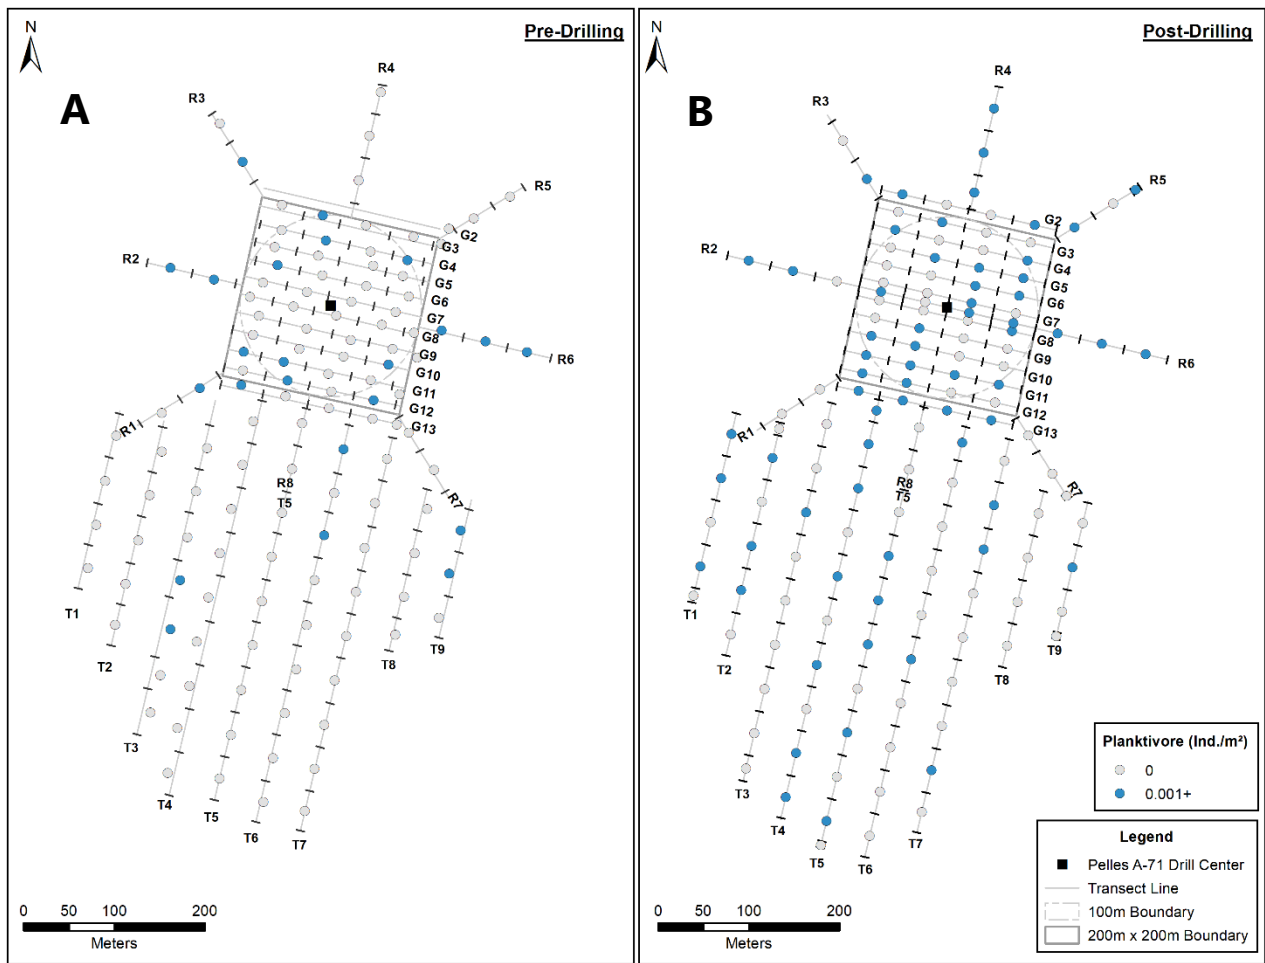 Pre-Drilling
N
A
R4
R3
R5
G2
G3
G4
G5
G6
G7
G8
G9
G10
G11
G12
G13
R2
R6
R1
R8
T5
R7
T1
T2
T3
T4
T5
T6
T7
T8
T9
0 50 100 200
Meters
Post-Drilling
N
B
R4
R3
R5
G2
G3
G4
G5
G6
G7
G8
G9
G10
G11
G12
G13
R2
R6
R1
R8
T5
R7
T1
T2
T3
T4
T5
T6
T7
T8
T9
0 50 100 200
Meters
Planktivore (Ind./m²)
0
0.001+
Legend
Pelles A-71 Drill Center
Transect Line
100m Boundary
200m x 200m Boundary